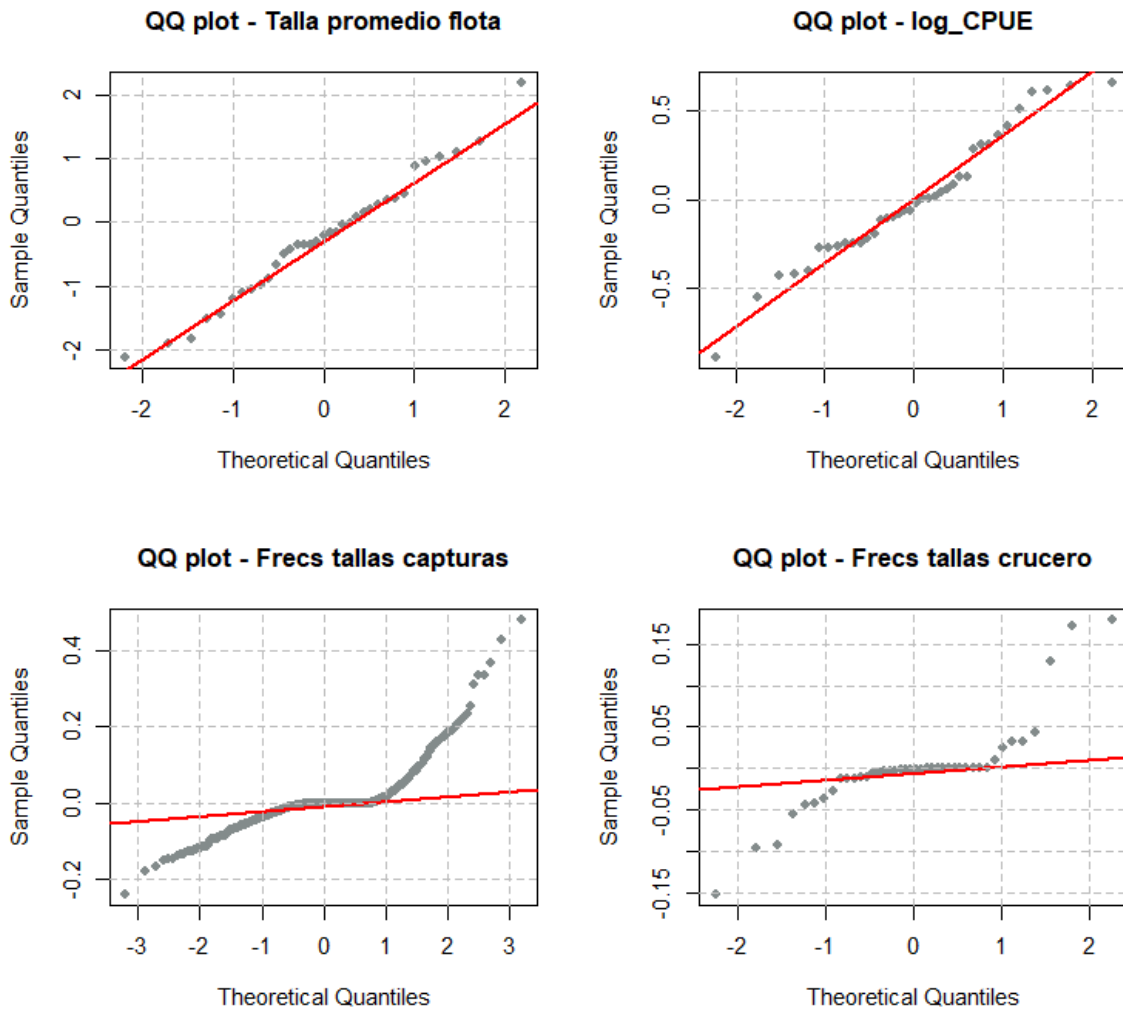 QQ plot - Talla promedio flota
Sample Quantiles
2
1
0
-1
-2
-2 -1 0 1 2
Theoretical Quantiles
QQ plot - log_CPUE
Sample Quantiles
0.5
0.0
-0.5
-2 -1 0 1 2
Theoretical Quantiles
QQ plot - Frecs tallas capturas
Sample Quantiles
0.4
0.2
0.0
-0.2
-3 -2 -1 0 1 2 3
Theoretical Quantiles
QQ plot - Frecs tallas crucero
Sample Quantiles
0.15
0.05
-0.05
-0.15
-2 -1 0 1 2
Theoretical Quantiles